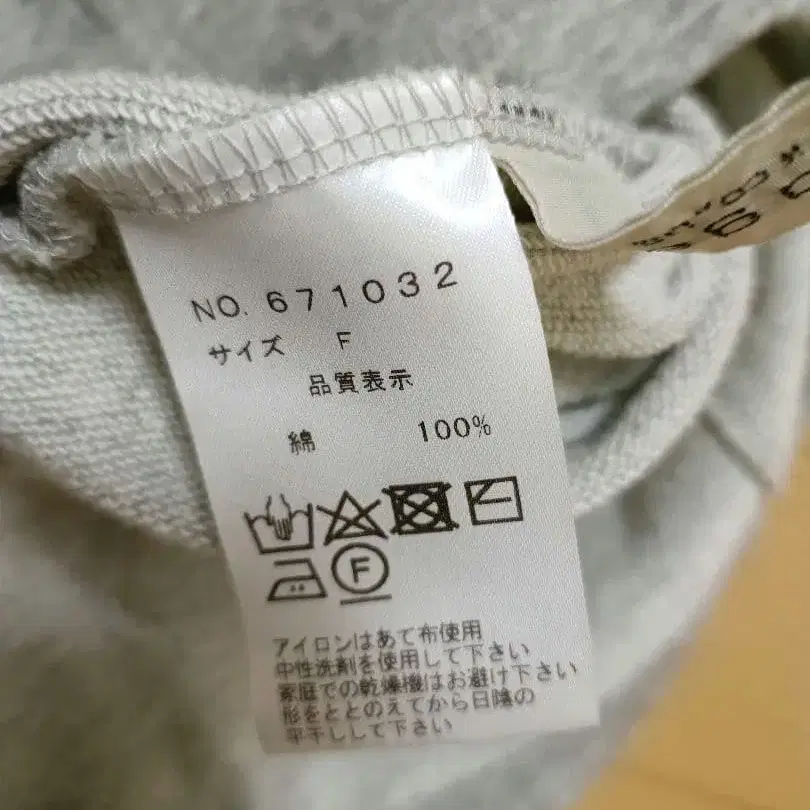 NO. 671032
サイズ F
品質表示
綿 100%
F
アイロンはあて布使用
中性洗剤を使用して下さい
家庭での乾燥機はお避け下さい
形をととのえてから日陰の
平干しして下さい